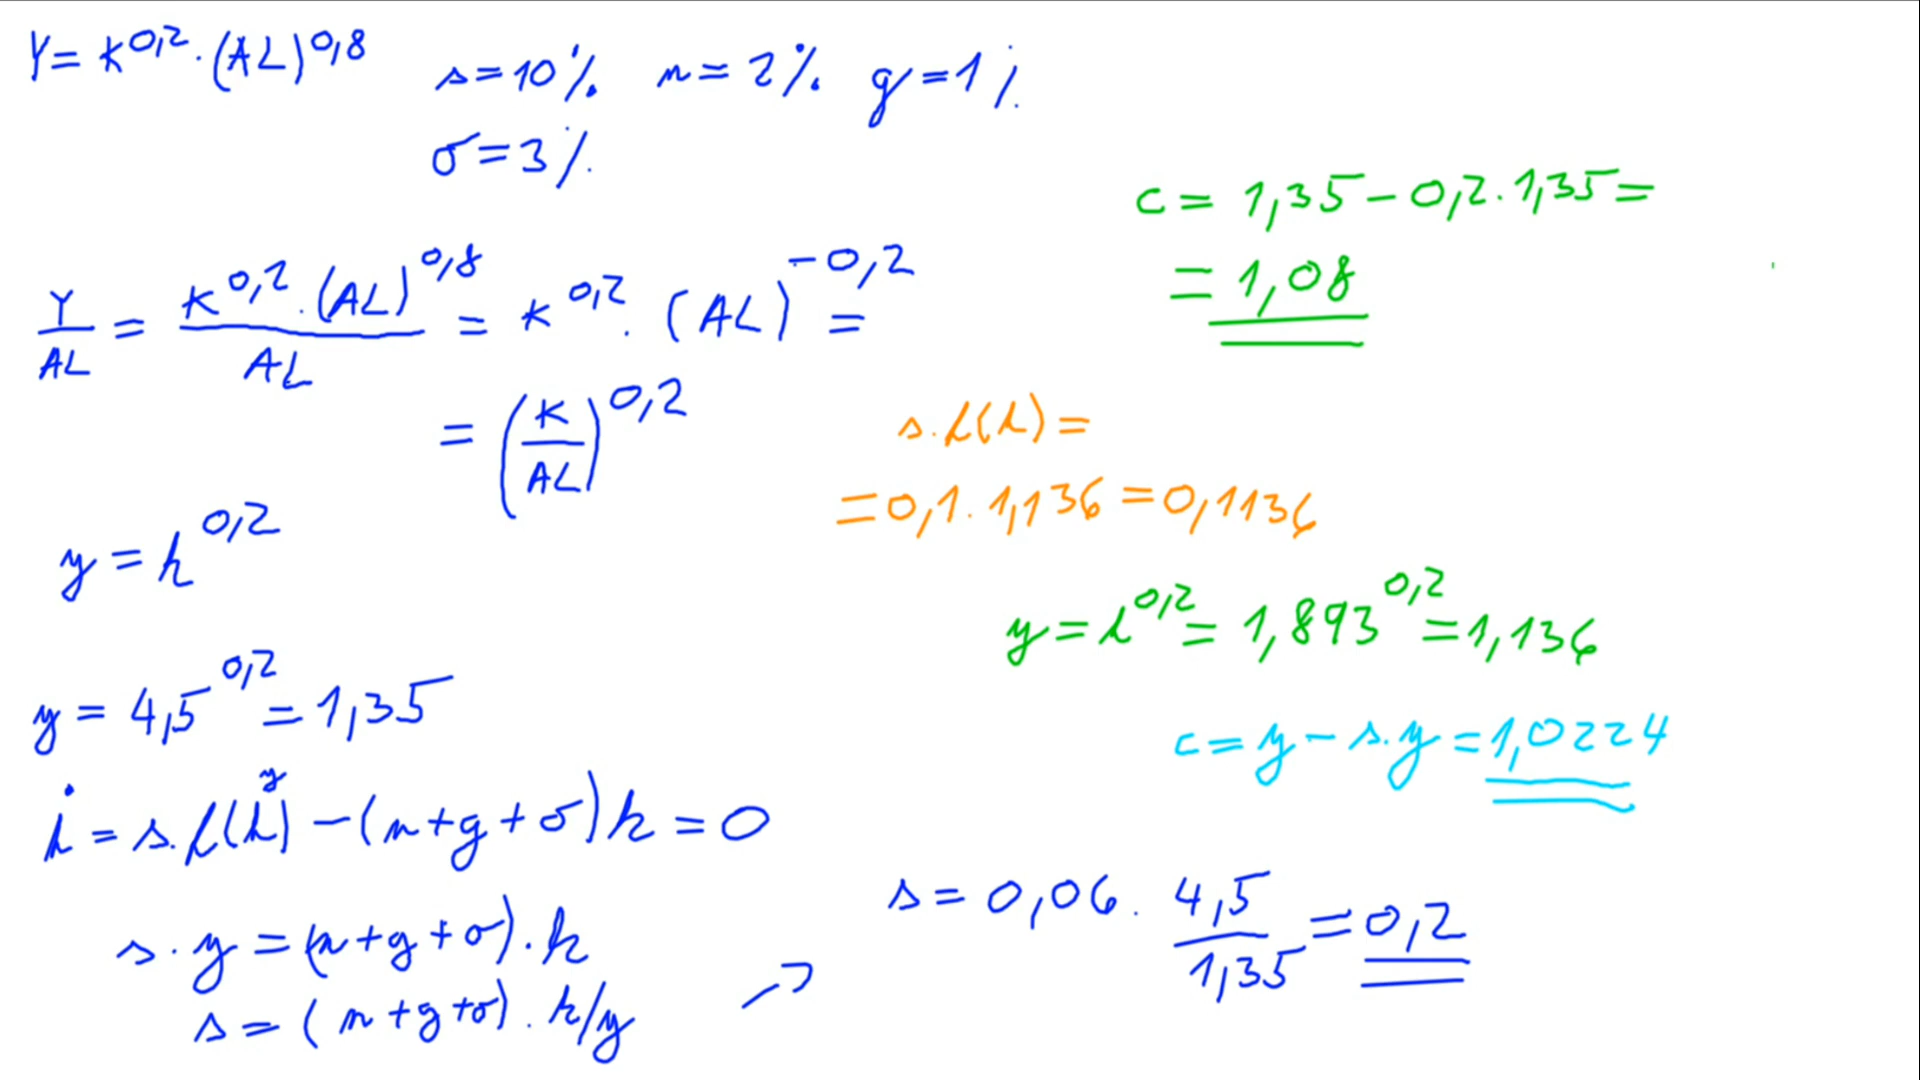 Y = K^0,2 · (AL)^0,8
s = 10 % n = 2 % g = 1 %
σ = 3 %
Y/AL = K^0,2 · (AL)^0,8 / AL = K^0,2 · (AL)^-0,2 =
= (K/AL)^0,2
y = k^0,2
y = 4,5^0,2 = 1,35
k̇ = s · f(k) - (n + g + σ) k = 0
y
s · y = (n + g + σ) · k
s = (n + g + σ) · k/y
c = 1,35 - 0,2 · 1,35 =
= 1,08
s · f(k) =
= 0,1 · 1,136 = 0,1136
y = k^0,2 = 1,893^0,2 = 1,136
c = y - s · y = 1,0224
s = 0,06 · 4,5/1,35 = 0,2